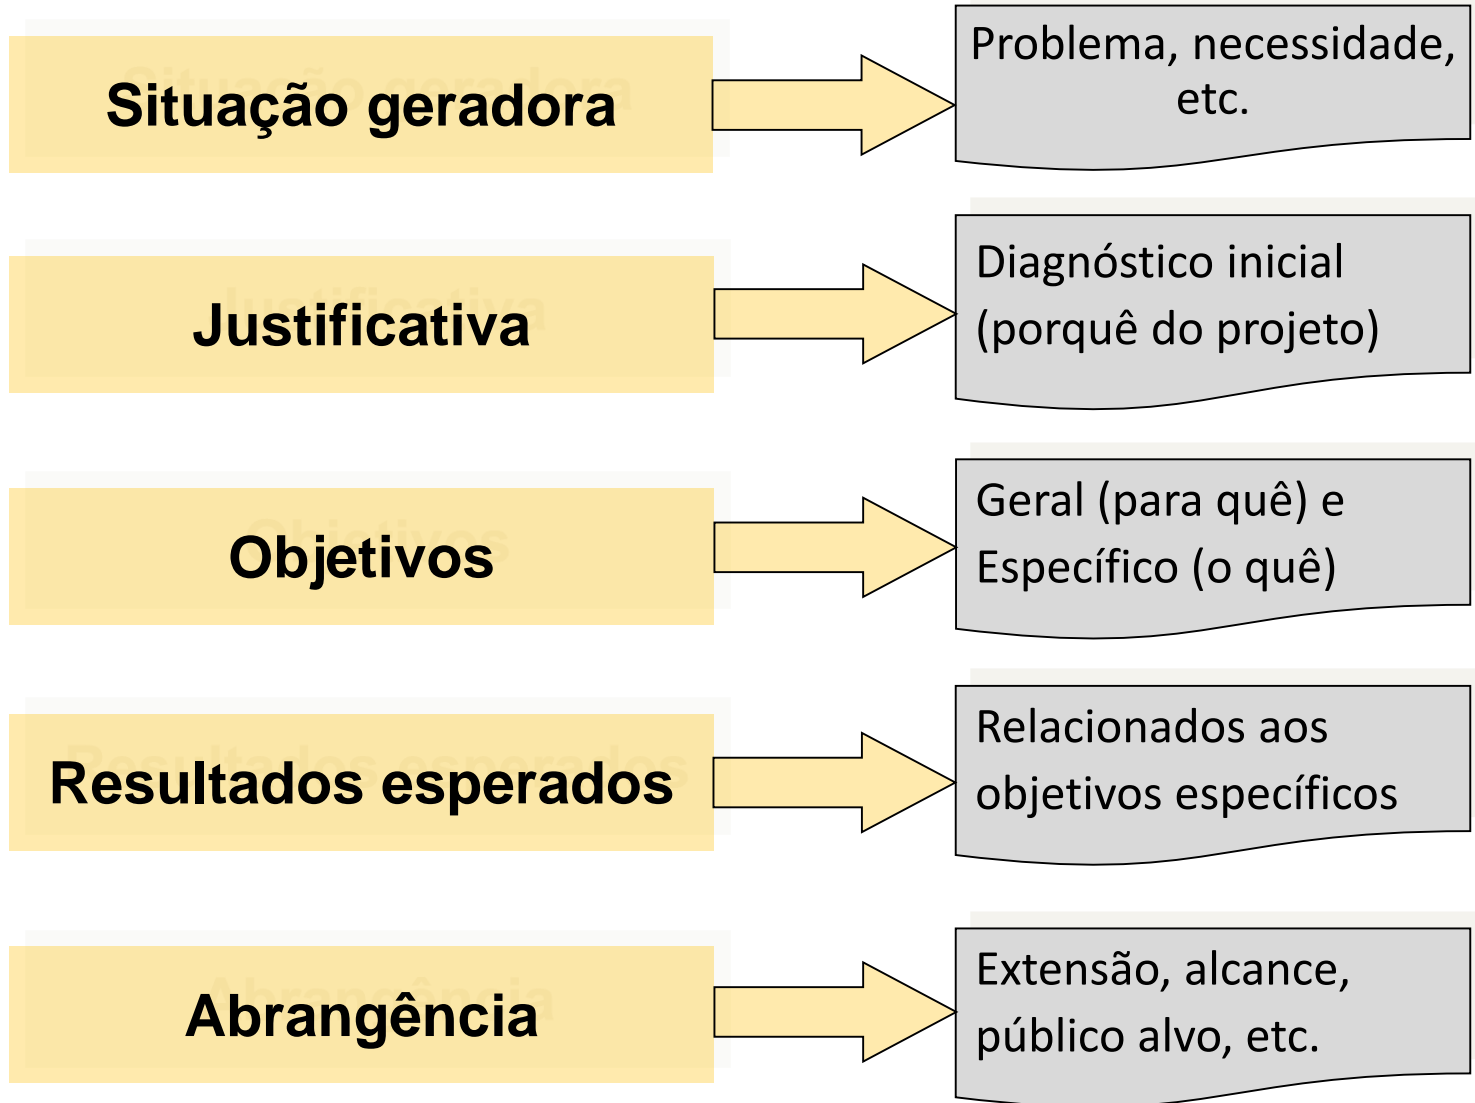 Situação geradora
Problema, necessidade,
etc.
Justificativa
Diagnóstico inicial
(porquê do projeto)
Objetivos
Geral (para quê) e
Específico (o quê)
Resultados esperados
Relacionados aos
objetivos específicos
Abrangência
Extensão, alcance,
público alvo, etc.